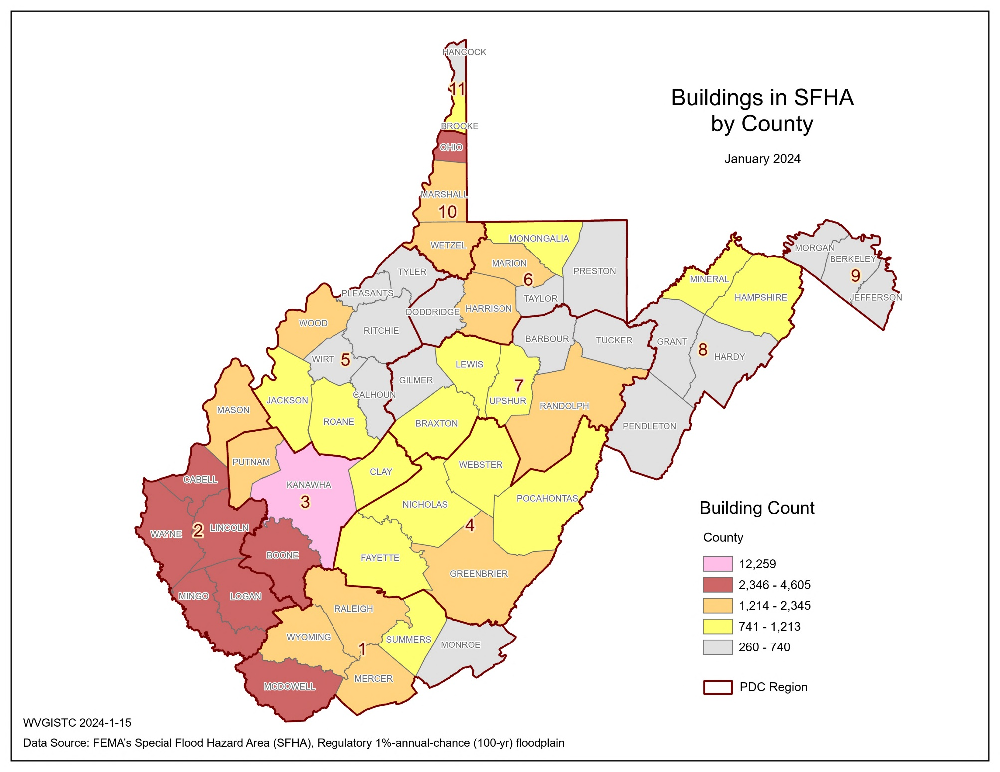 HANCOCK
11
Buildings in SFHA
by County
BROOKE
OHIO
January 2024
MARSHALL
10
MONONGALIA
WETZEL
MORGAN
BERKELEY
MARION
TYLER
PRESTON
9
6
MINERAL
PLEASANTS
TAYLOR
HAMPSHIRE
JEFFERSON
DODDRIDGE
HARRISON
WOOD
RITCHIE
BARBOUR
TUCKER
GRANT
8
HARDY
WIRT
5
LEWIS
GILMER
7
CALHOUN
JACKSON
UPSHUR
RANDOLPH
MASON
ROANE
BRAXTON
PENDLETON
PUTNAM
WEBSTER
CLAY
CABELL
KANAWHA
3
POCAHONTAS
NICHOLAS
Building Count
4
LINCOLN
2
WAYNE
County
BOONE
FAYETTE
12,259
GREENBRIER
2,346 - 4,605
MINGO
LOGAN
RALEIGH
1,214 - 2,345
741 - 1,213
WYOMING
SUMMERS
MONROE
260 - 740
1
MERCER
MCDOWELL
PDC Region
WVGISTC 2024-1-15
Data Source: FEMA's Special Flood Hazard Area (SFHA), Regulatory 1%-annual-chance (100-yr) floodplain